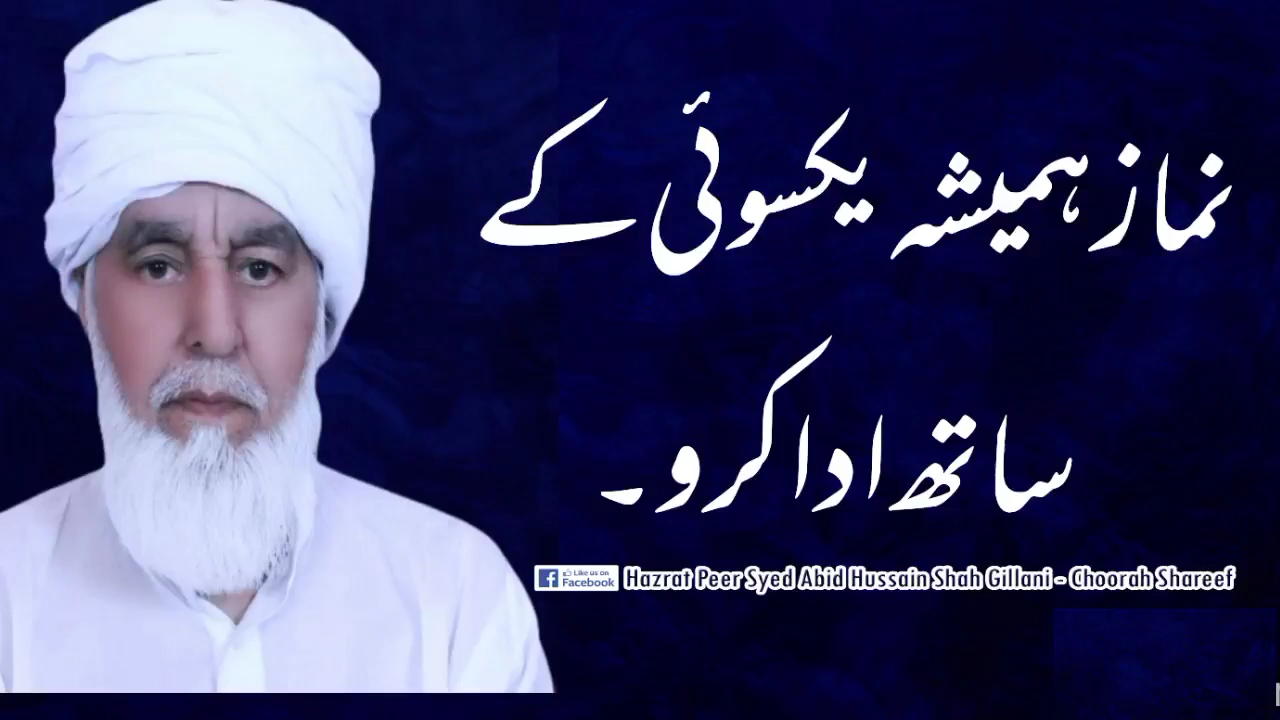 نماز ہمیشہ یکسوئی کے
ساتھ ادا کرو۔
Like us on
Facebook
Hazrat Peer Syed Abid Hussain Shah Gillani - Choorah Shareef